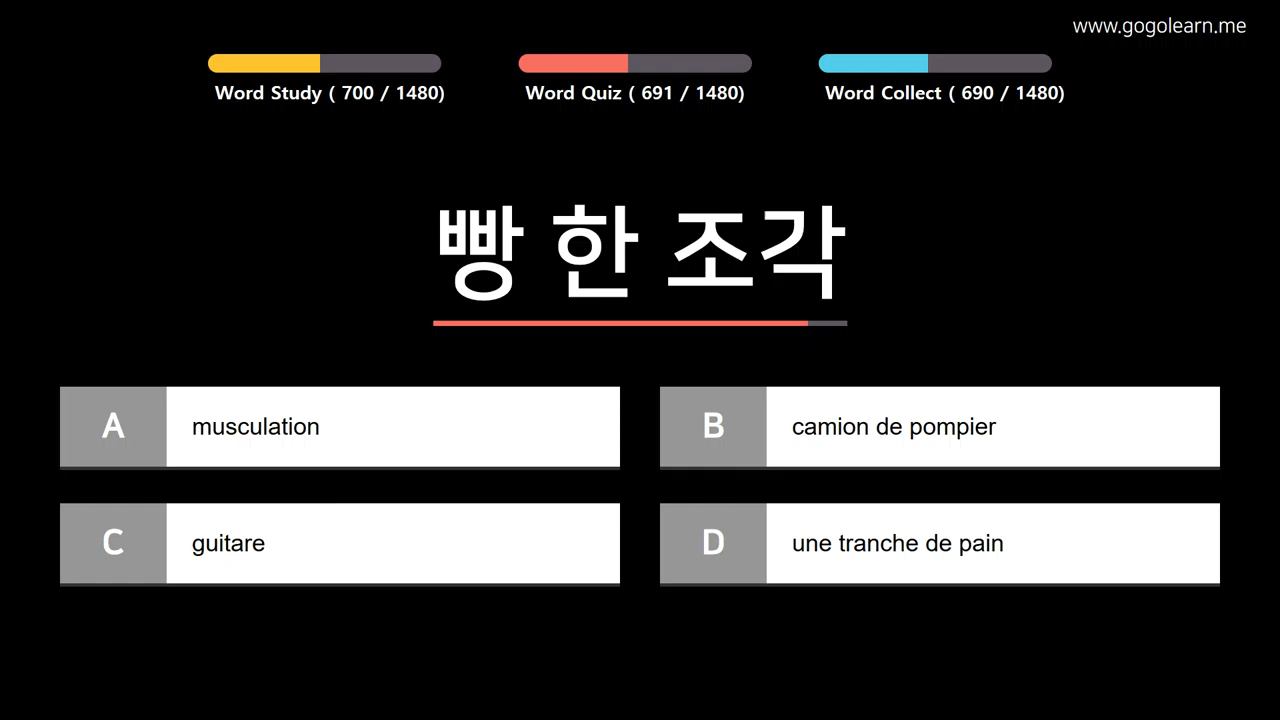 www.gogolearn.me
Word Study ( 700 / 1480)
Word Quiz ( 691 / 1480)
Word Collect ( 690 / 1480)
빵 한 조각
A musculation
B camion de pompier
C guitare
D une tranche de pain